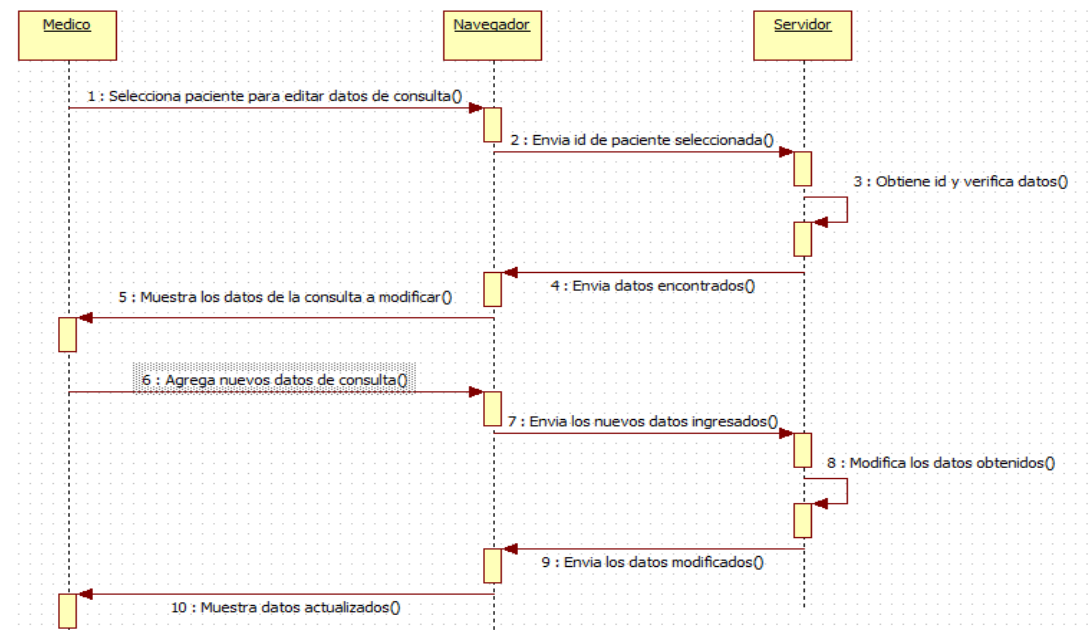 Medico
Navegador
Servidor
1 : Selecciona paciente para editar datos de consulta()
2 : Envia id de paciente seleccionada()
3 : Obtiene id y verifica datos()
4 : Envia datos encontrados()
5 : Muestra los datos de la consulta a modificar()
6 : Agrega nuevos datos de consulta()
7 : Envia los nuevos datos ingresados()
8 : Modifica los datos obtenidos()
9 : Envia los datos modificados()
10 : Muestra datos actualizados()